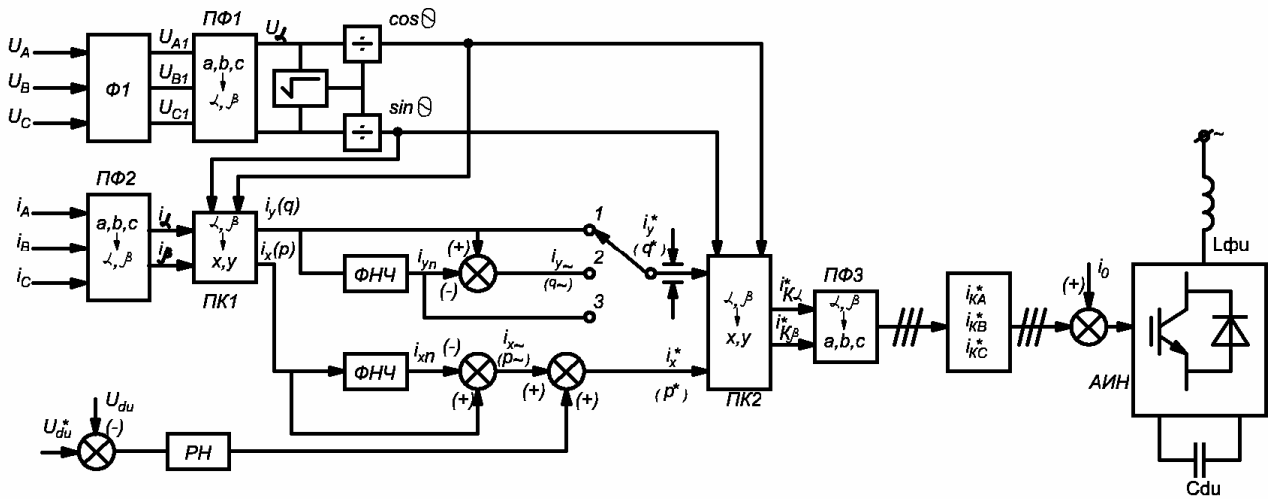 ПФ1
U_A
U_B
U_C
Ф1
U_A1
U_B1
U_C1
a,b,c
↓
α,β
U_α
√
÷
÷
cosΘ
sinΘ
ПФ2
i_A
i_B
i_C
a,b,c
↓
α,β
i_α
i_β
α,β
↓
x,y
ПК1
i_y(q)
i_x(p)
ФНЧ
i_yп
(+)
(-)
i_y~
(q~)
1
2
3
i_y*
(q*)
ФНЧ
i_xп
(-)
(+)
i_x~
(p~)
(+)
(+)
i_x*
(p*)
U_du
U_du*
(-)
РН
α,β
↓
x,y
ПК2
i_Kα*
i_Kβ*
ПФ3
α,β
↓
a,b,c
i_KA*
i_KB*
i_KC*
(+)
i_0
~
Lфи
АИН
Cdu